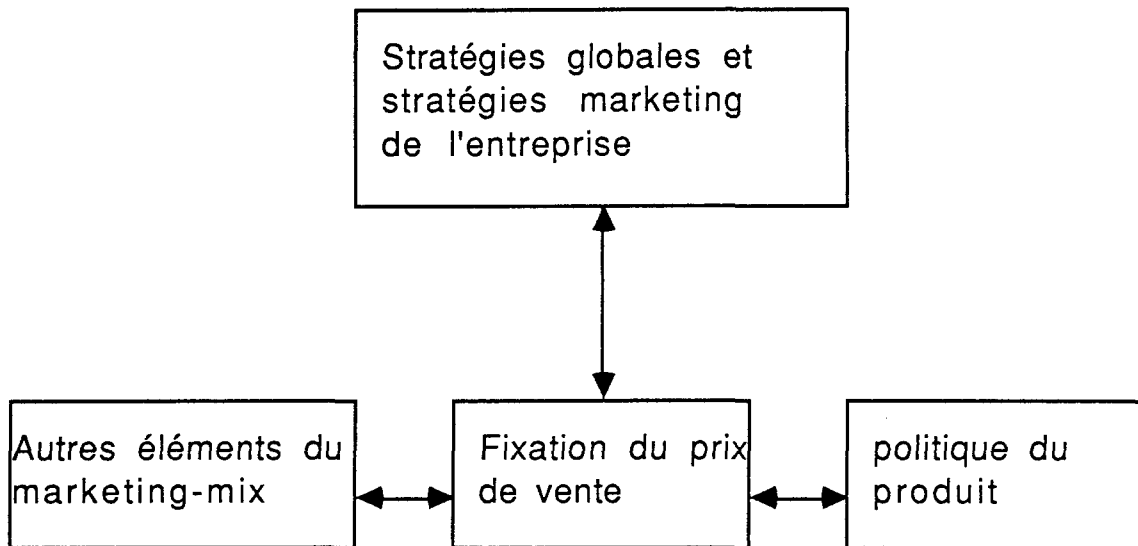 Stratégies globales et
stratégies marketing
de l'entreprise
Autres éléments du
marketing-mix
Fixation du prix
de vente
politique du
produit